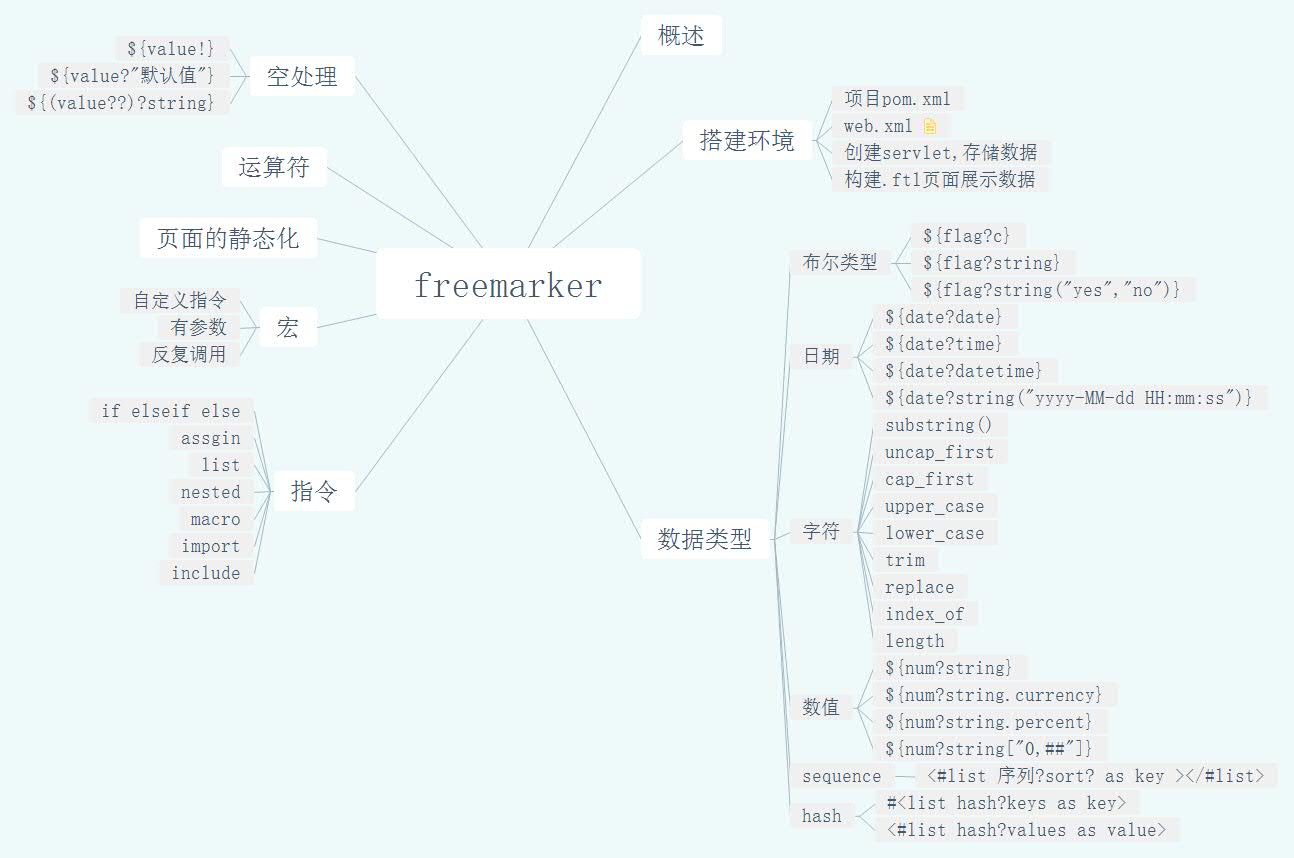 freemarker
概述
搭建环境
项目pom.xml
web.xml
创建servlet,存储数据
构建.ftl页面展示数据
数据类型
布尔类型
${flag?c}
${flag?string}
${flag?string("yes","no")}
日期
${date?date}
${date?time}
${date?datetime}
${date?string("yyyy-MM-dd HH:mm:ss")}
字符
substring()
uncap_first
cap_first
upper_case
lower_case
trim
replace
index_of
length
数值
${num?string}
${num?string.currency}
${num?string.percent}
${num?string["0,##"]}
sequence
<#list 序列?sort? as key ></#list>
hash
#<list hash?keys as key>
<#list hash?values as value>
空处理
${value!}
${value?"默认值"}
${(value??)?string}
运算符
页面的静态化
宏
自定义指令
有参数
反复调用
指令
if elseif else
assgin
list
nested
macro
import
include